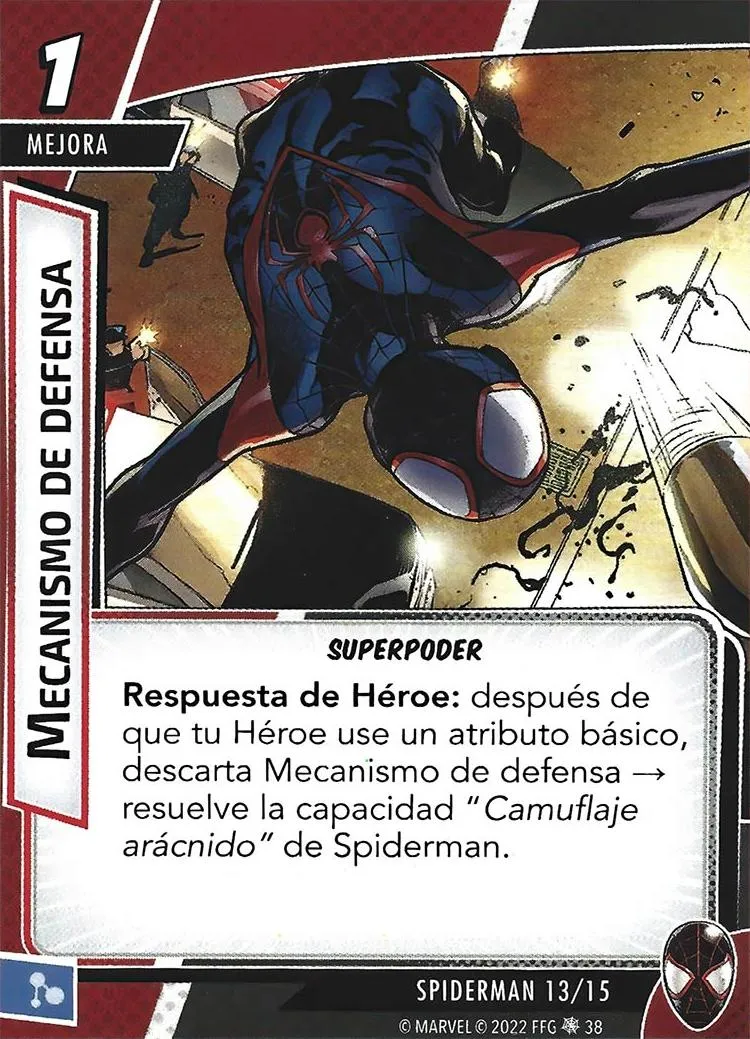 1
MEJORA
MECANISMO DE DEFENSA
SUPERPODER
Respuesta de Héroe: después de
que tu Héroe use un atributo básico,
descarta Mecanismo de defensa →
resuelve la capacidad “Camuflaje
arácnido” de Spiderman.
SPIDERMAN 13/15
© MARVEL © 2022 FFG 38